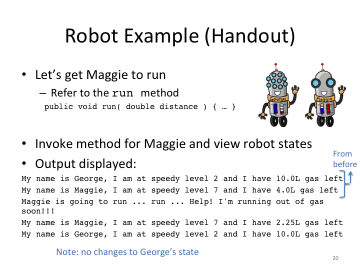 Robot Example (Handout)
• Let's get Maggie to run
– Refer to the run method
public void run( double distance ) { … }
• Invoke method for Maggie and view robot states
• Output displayed:
From
before
My name is George, I am at speedy level 2 and I have 10.0L gas left
My name is Maggie, I am at speedy level 7 and I have 4.0L gas left
Maggie is going to run ... run ... Help! I'm running out of gas
soon!!!
My name is Maggie, I am at speedy level 7 and I have 2.25L gas left
My name is George, I am at speedy level 2 and I have 10.0L gas left
Note: no changes to George's state
20